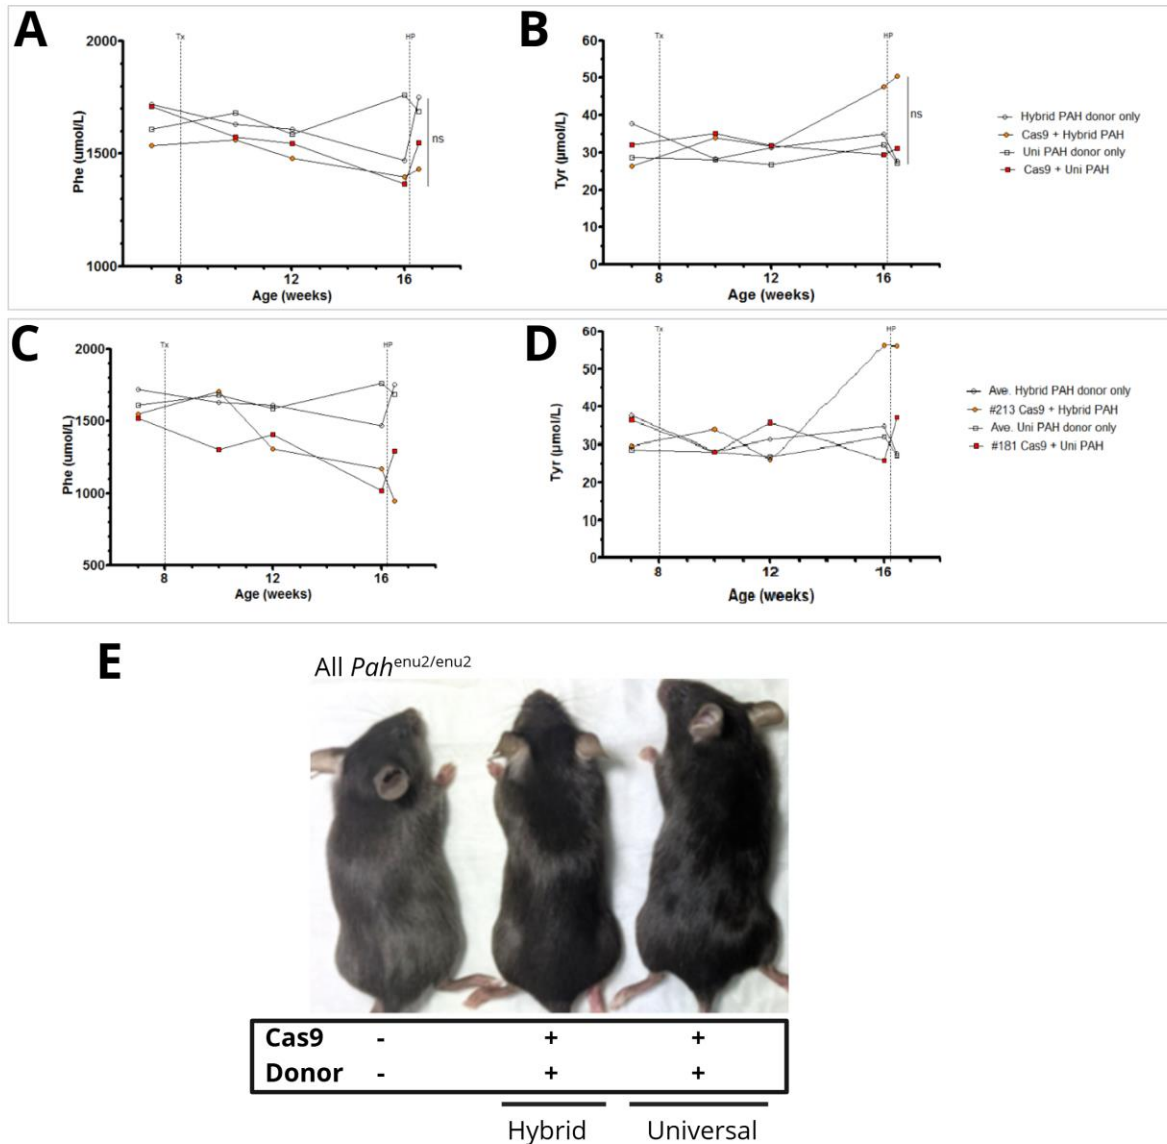 A
2000
1500
1000
Phe (umol/L)
Tx
HP
ns
8
12
16
Age (weeks)
B
60
50
40
30
20
10
0
Tyr (µmol/L)
Tx
HP
ns
8
12
16
Age (weeks)
Hybrid PAH donor only
Cas9 + Hybrid PAH
Uni PAH donor only
Cas9 + Uni PAH
C
2000
1500
1000
500
Phe (umol/L)
Tx
HP
8
12
16
Age (weeks)
D
60
50
40
30
20
10
0
Tyr (µmol/L)
Tx
HP
8
12
16
Age (weeks)
Ave. Hybrid PAH donor only
#213 Cas9 + Hybrid PAH
Ave. Uni PAH donor only
#181 Cas9 + Uni PAH
E
All Pah enu2/enu2
Cas9 - + +
Donor - + +
Hybrid Universal